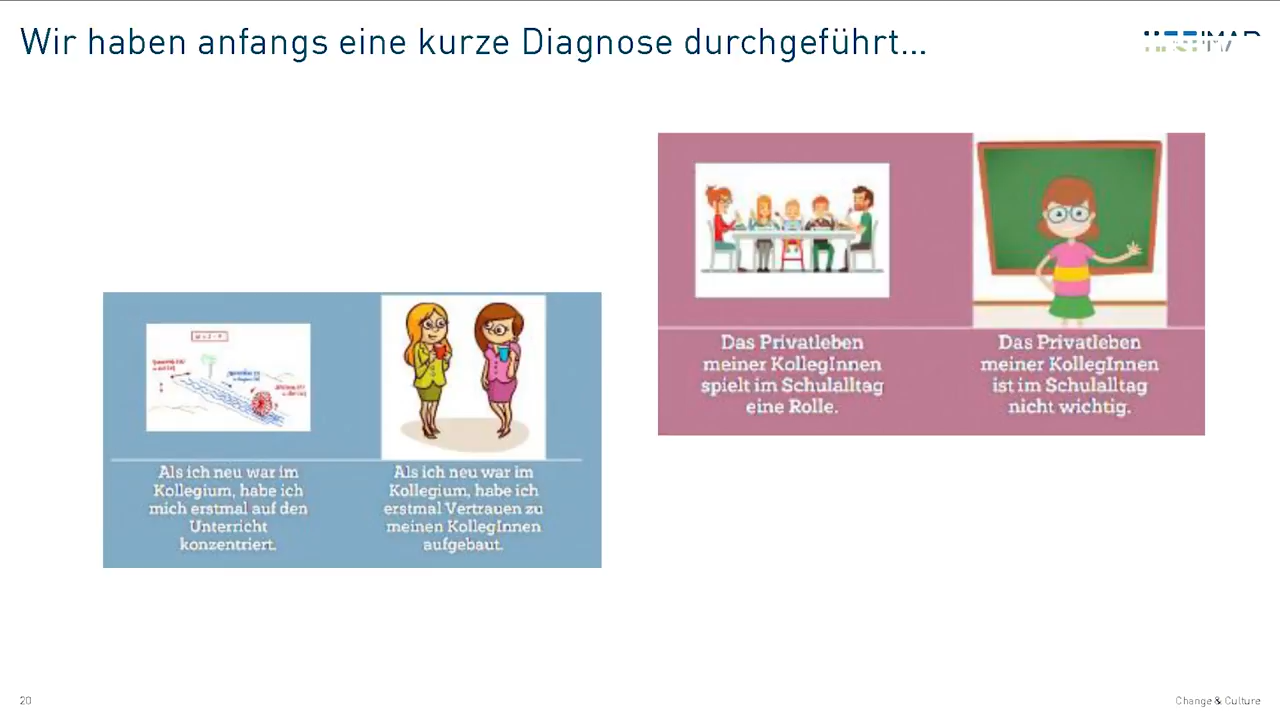 Wir haben anfangs eine kurze Diagnose durchgeführt...
Als ich neu war im
Kollegium, habe ich
mich erstmal auf den
Unterricht
konzentriert.
Als ich neu war im
Kollegium, habe ich
erstmal Vertrauen zu
meinen KollegInnen
aufgebaut.
Das Privatleben
meiner KollegInnen
spielt im Schulalltag
eine Rolle.
Das Privatleben
meiner KollegInnen
ist im Schulalltag
nicht wichtig.
20
Change & Culture